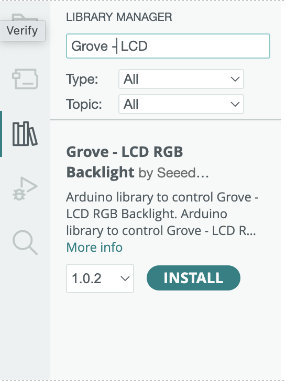 LIBRARY MANAGER
Verify
Grove - LCD
Type: All
Topic: All
Grove - LCD RGB
Backlight by Seeed...
Arduino library to control Grove -
LCD RGB Backlight. Arduino
library to control Grove - LCD R...
More info
1.0.2 INSTALL